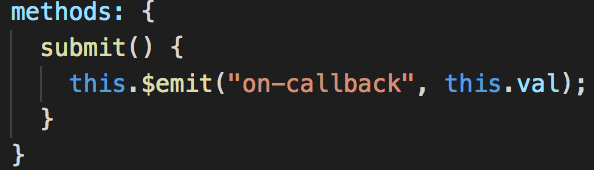 methods: {
  submit() {
    this.$emit("on-callback", this.val);
  }
}